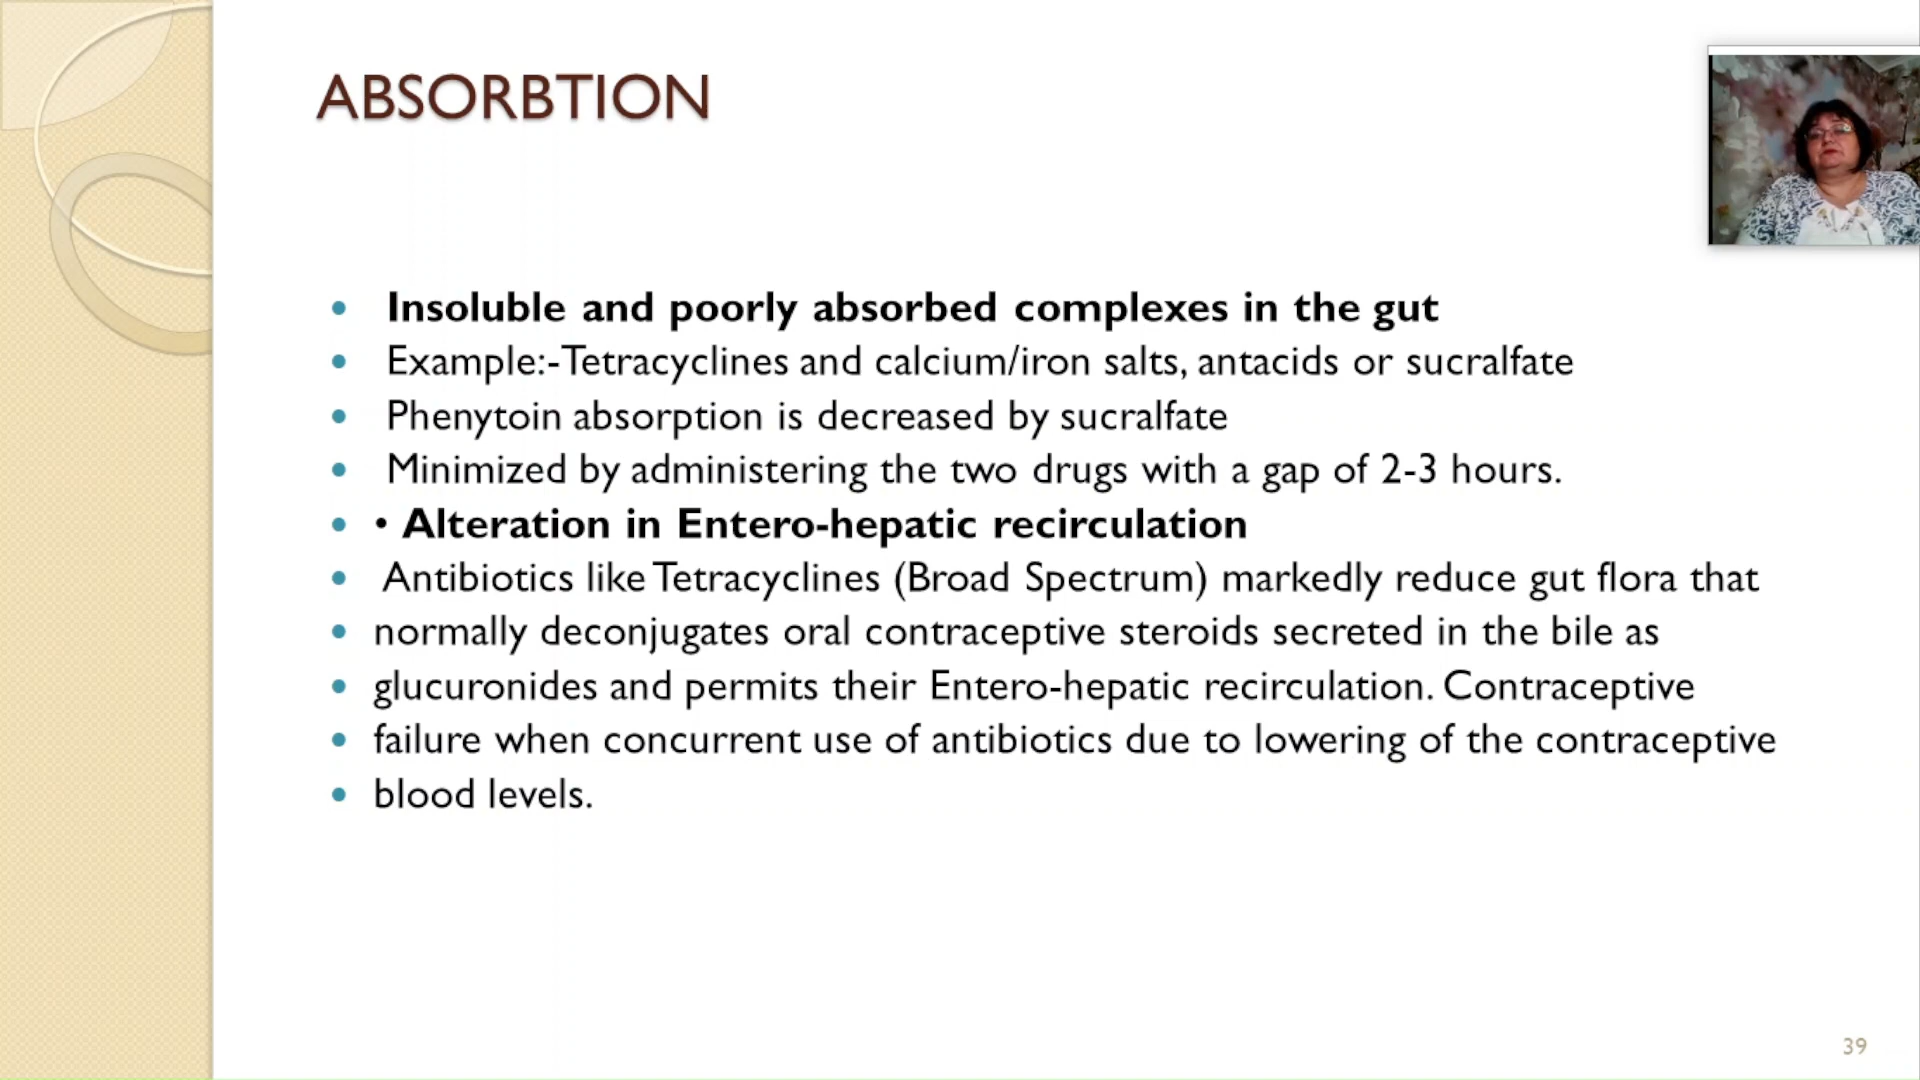 ABSORBTION
• Insoluble and poorly absorbed complexes in the gut
• Example:-Tetracyclines and calcium/iron salts, antacids or sucralfate
• Phenytoin absorption is decreased by sucralfate
• Minimized by administering the two drugs with a gap of 2-3 hours.
• • Alteration in Entero-hepatic recirculation
• Antibiotics like Tetracyclines (Broad Spectrum) markedly reduce gut flora that
• normally deconjugates oral contraceptive steroids secreted in the bile as
• glucuronides and permits their Entero-hepatic recirculation. Contraceptive
• failure when concurrent use of antibiotics due to lowering of the contraceptive
• blood levels.
39